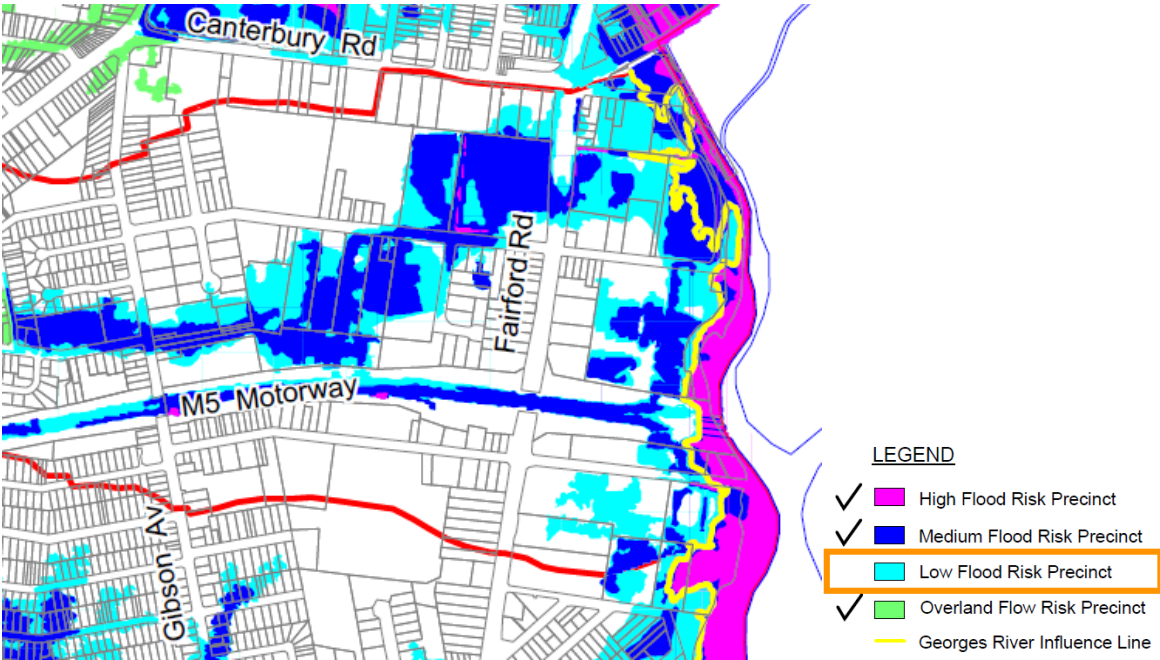 Canterbury Rd
Fairford Rd
M5 Motorway
Gibson Av
LEGEND
High Flood Risk Precinct
Medium Flood Risk Precinct
Low Flood Risk Precinct
Overland Flow Risk Precinct
Georges River Influence Line